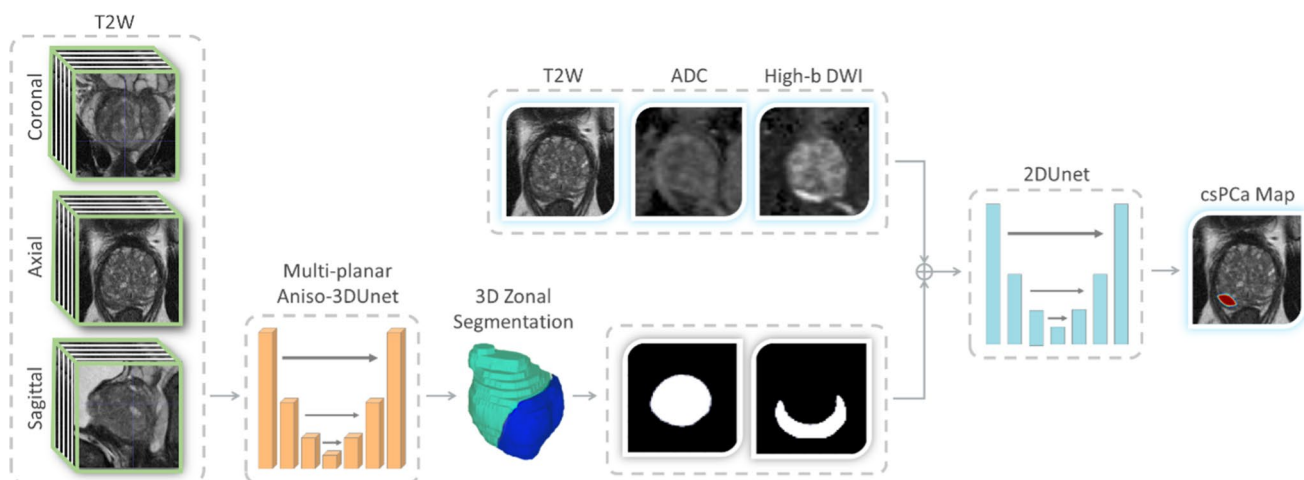 T2W
Coronal
Axial
Sagittal
Multi-planar
Aniso-3DUnet
3D Zonal
Segmentation
T2W
ADC
High-b DWI
2DUnet
csPCa Map